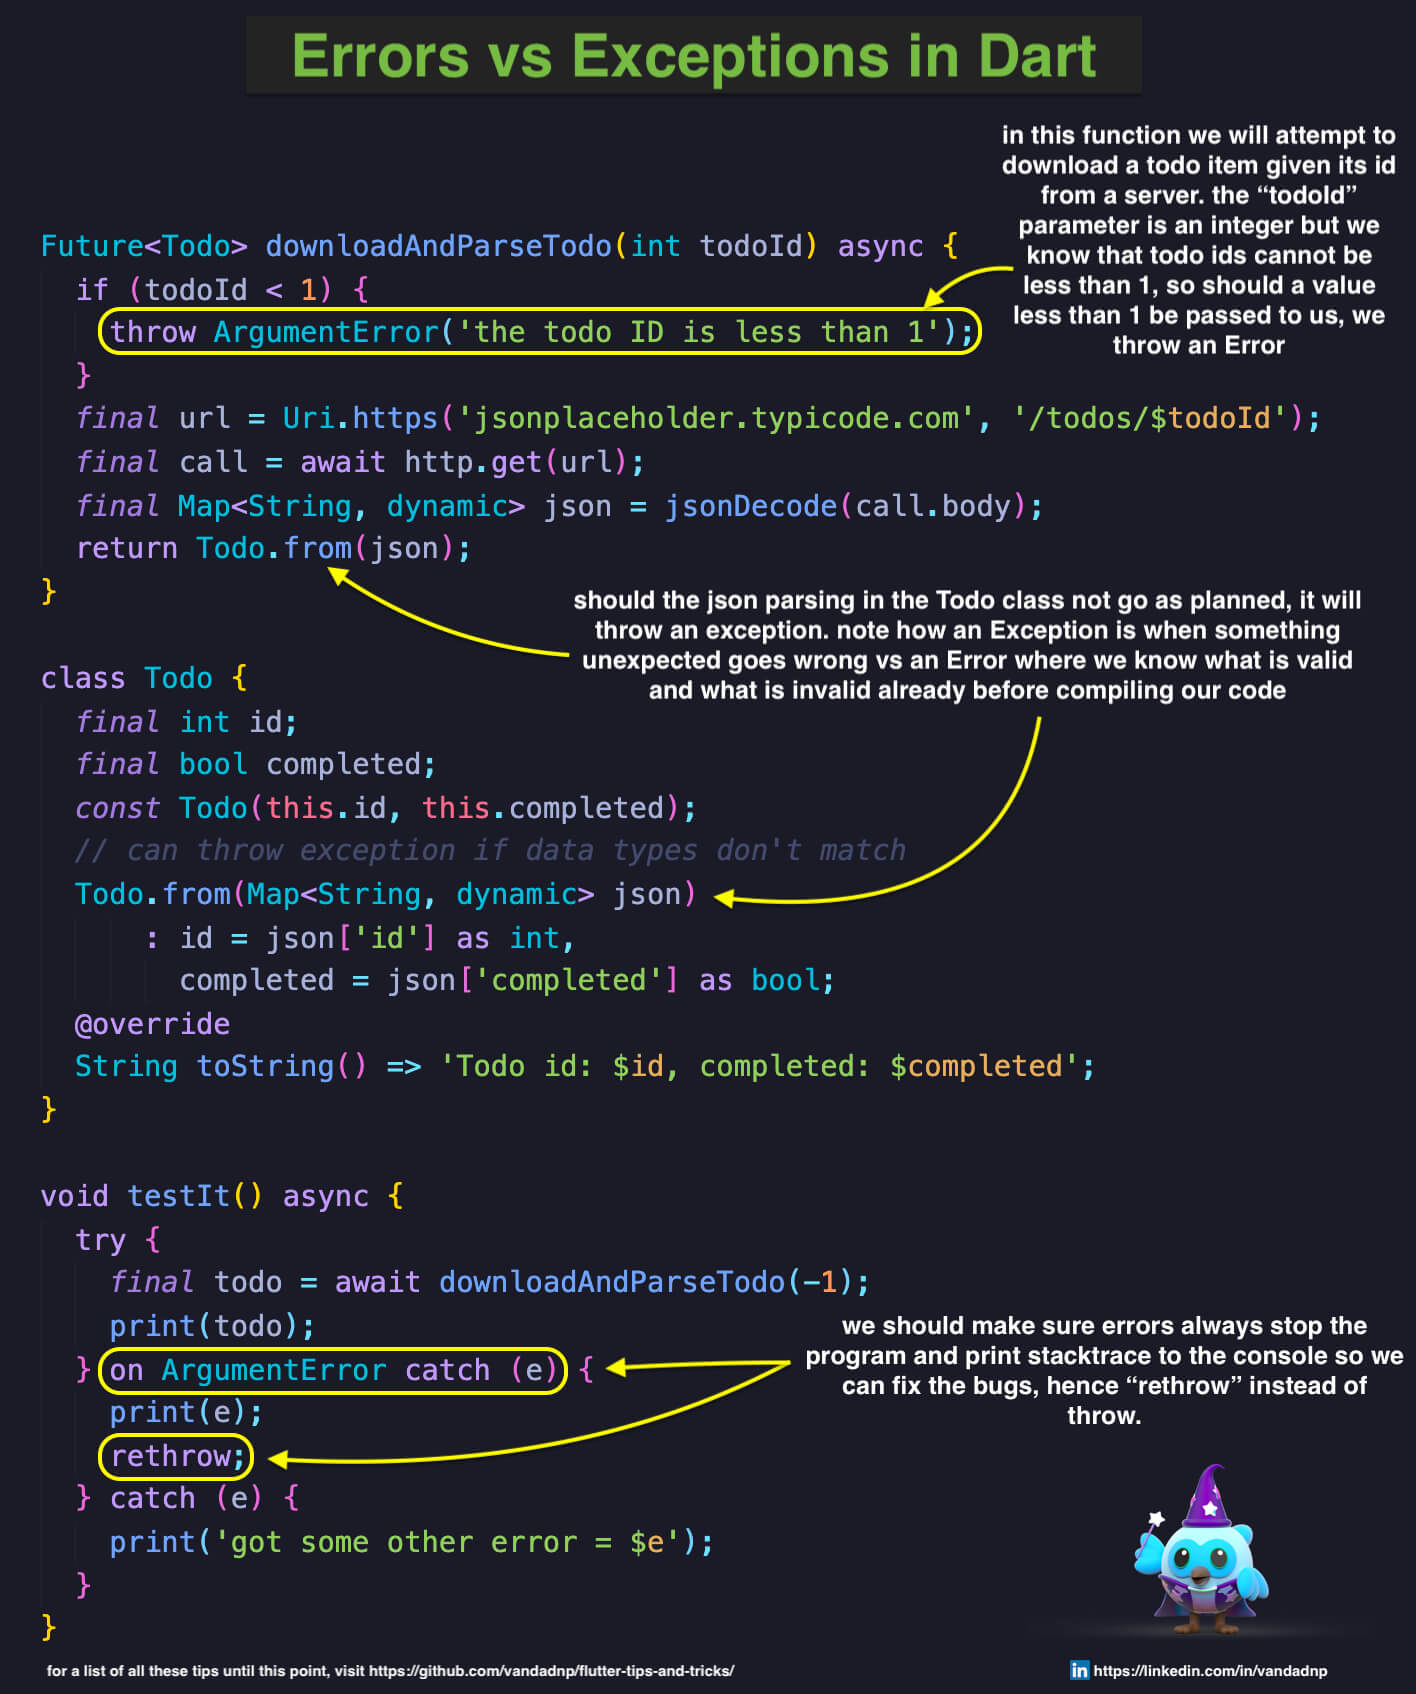 Errors vs Exceptions in Dart
in this function we will attempt to
download a todo item given its id
from a server. the “todoId”
parameter is an integer but we
know that todo ids cannot be
less than 1, so should a value
less than 1 be passed to us, we
throw an Error
Future<Todo> downloadAndParseTodo(int todoId) async {
  if (todoId < 1) {
    throw ArgumentError('the todo ID is less than 1');
  }
  final url = Uri.https('jsonplaceholder.typicode.com', '/todos/$todoId');
  final call = await http.get(url);
  final Map<String, dynamic> json = jsonDecode(call.body);
  return Todo.from(json);
}
should the json parsing in the Todo class not go as planned, it will
throw an exception. note how an Exception is when something
unexpected goes wrong vs an Error where we know what is valid
and what is invalid already before compiling our code
class Todo {
  final int id;
  final bool completed;
  const Todo(this.id, this.completed);
  // can throw exception if data types don't match
  Todo.from(Map<String, dynamic> json)
      : id = json['id'] as int,
        completed = json['completed'] as bool;
  @override
  String toString() => 'Todo id: $id, completed: $completed';
}
void testIt() async {
  try {
    final todo = await downloadAndParseTodo(-1);
    print(todo);
  } on ArgumentError catch (e) {
    print(e);
    rethrow;
  } catch (e) {
    print('got some other error = $e');
  }
}
we should make sure errors always stop the
program and print stacktrace to the console so we
can fix the bugs, hence “rethrow” instead of
throw.
for a list of all these tips until this point, visit https://github.com/vandadnp/flutter-tips-and-tricks/
in https://linkedin.com/in/vandadnp